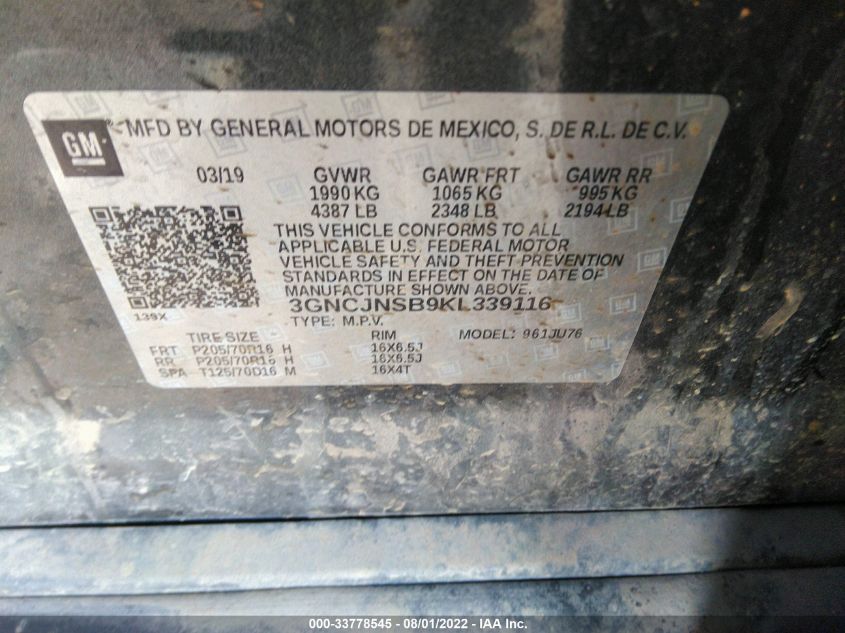 GM MFD BY GENERAL MOTORS DE MEXICO, S. DE R.L. DE C.V.
03/19 GVWR GAWR FRT GAWR RR
1990 KG 1065 KG 995 KG
4387 LB 2348 LB 2194 LB
THIS VEHICLE CONFORMS TO ALL
APPLICABLE U.S. FEDERAL MOTOR
VEHICLE SAFETY AND THEFT PREVENTION
STANDARDS IN EFFECT ON THE DATE OF
MANUFACTURE SHOWN ABOVE.
139X 3GNCJNSB9KL339116
TYPE: M.P.V. MODEL: 961JU76
TIRE SIZE RIM
FRT P205/70R16 H 16X6.5J
RR P205/70R16 H 16X6.5J
SPA T125/70D16 M 16X4T
000-33778545 - 08/01/2022 - IAA Inc.